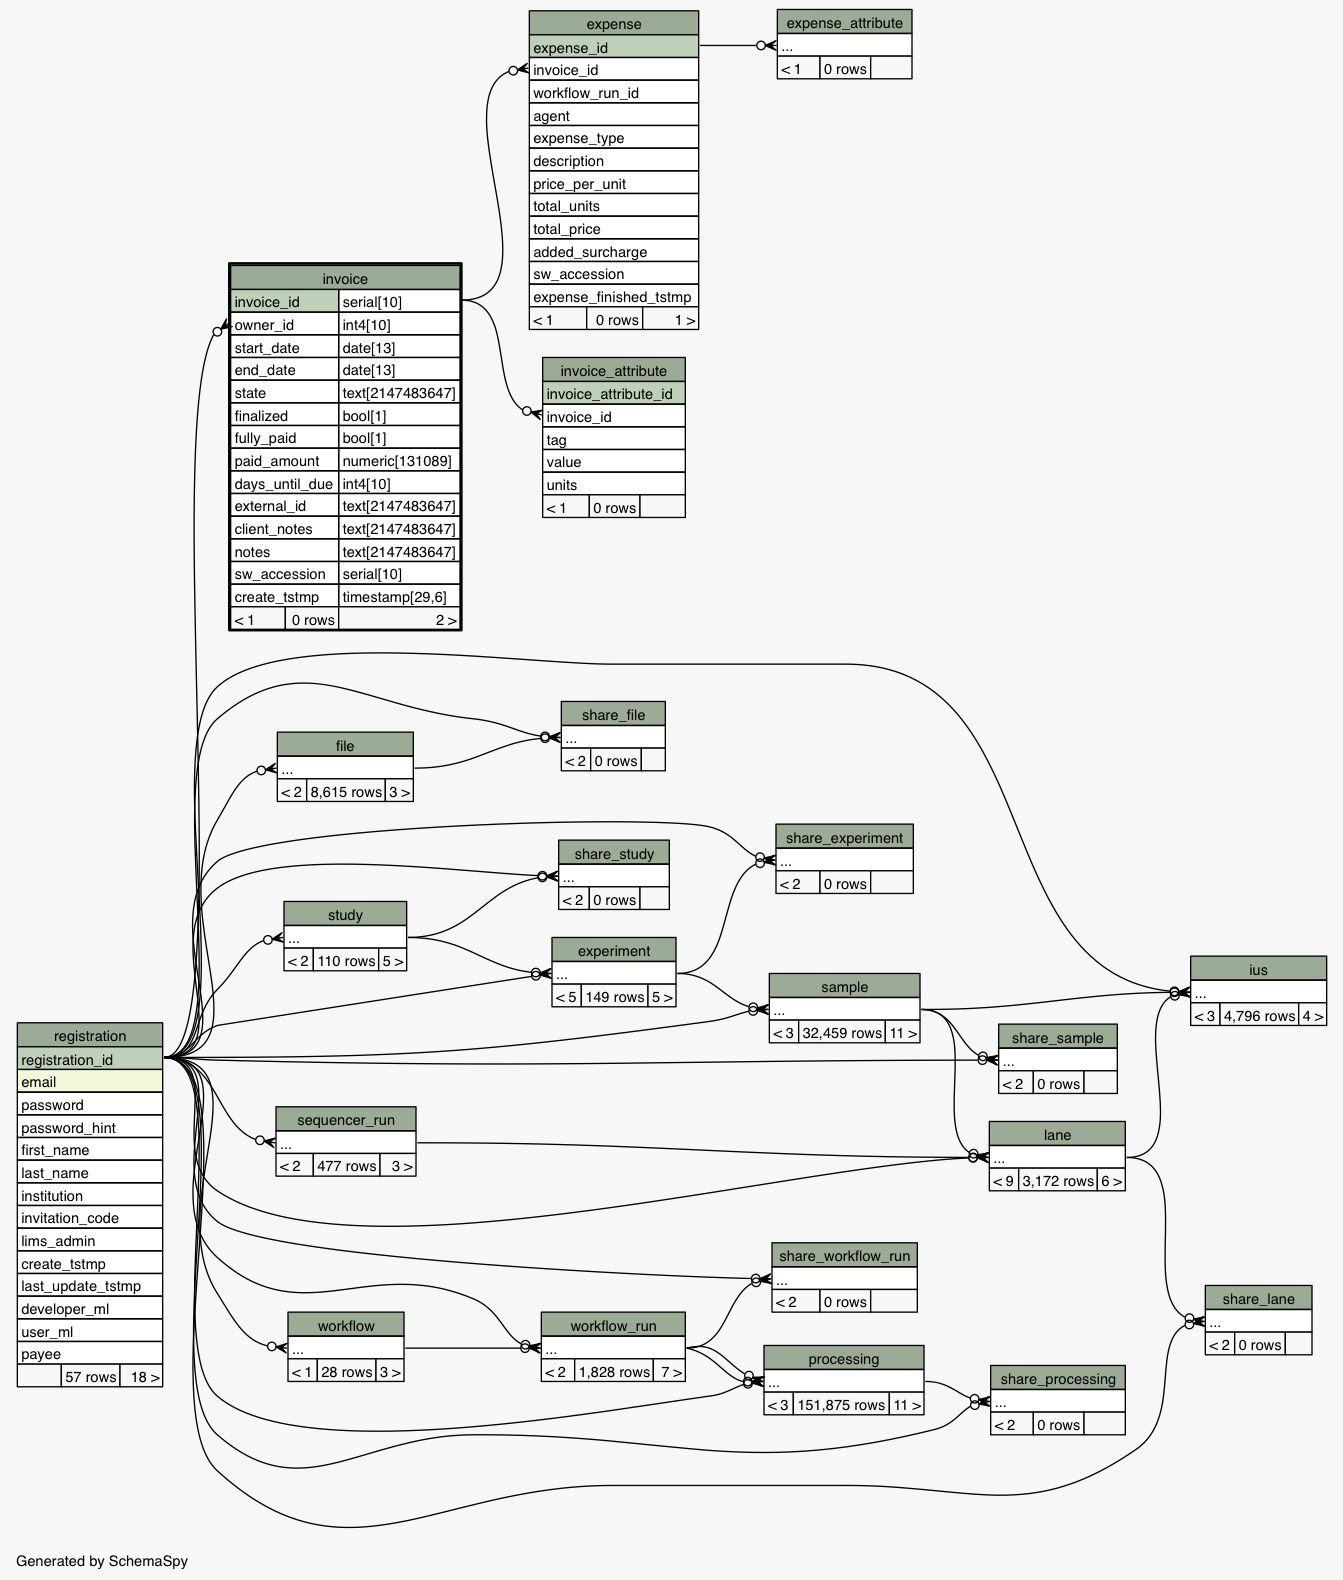 expense
expense_id
invoice_id
workflow_run_id
agent
expense_type
description
price_per_unit
total_units
total_price
added_surcharge
sw_accession
expense_finished_tstmp
< 1 0 rows 1 >
expense_attribute
...
< 1 0 rows
invoice
invoice_id serial[10]
owner_id int4[10]
start_date date[13]
end_date date[13]
state text[2147483647]
finalized bool[1]
fully_paid bool[1]
paid_amount numeric[131089]
days_until_due int4[10]
external_id text[2147483647]
client_notes text[2147483647]
notes text[2147483647]
sw_accession serial[10]
create_tstmp timestamp[29,6]
< 1 0 rows 2 >
invoice_attribute
invoice_attribute_id
invoice_id
tag
value
units
< 1 0 rows
share_file
...
< 2 0 rows
file
...
< 2 8,615 rows 3 >
share_experiment
...
< 2 0 rows
share_study
...
< 2 0 rows
study
...
< 2 110 rows 5 >
experiment
...
< 5 149 rows 5 >
sample
...
< 3 32,459 rows 11 >
ius
...
< 3 4,796 rows 4 >
share_sample
...
< 2 0 rows
registration
registration_id
email
password
password_hint
first_name
last_name
institution
invitation_code
lims_admin
create_tstmp
last_update_tstmp
developer_ml
user_ml
payee
57 rows 18 >
sequencer_run
...
< 2 477 rows 3 >
lane
...
< 9 3,172 rows 6 >
share_workflow_run
...
< 2 0 rows
share_lane
...
< 2 0 rows
workflow
...
< 1 28 rows 3 >
workflow_run
...
< 2 1,828 rows 7 >
processing
...
< 3 151,875 rows 11 >
share_processing
...
< 2 0 rows
Generated by SchemaSpy